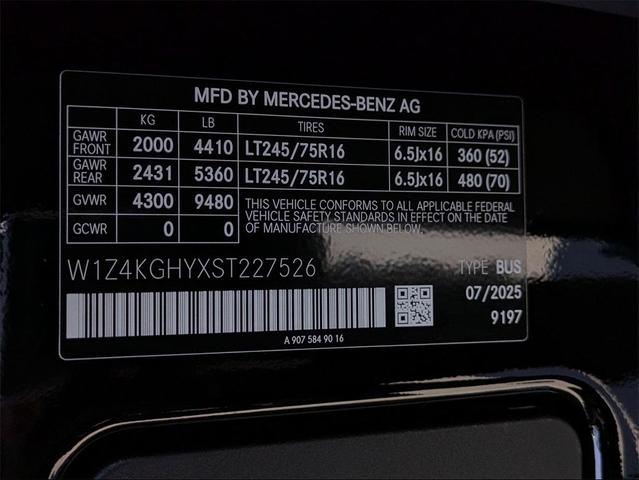 MFD BY MERCEDES-BENZ AG
KG LB TIRES RIM SIZE COLD KPA (PSI)
GAWR FRONT 2000 4410 LT245/75R16 6.5Jx16 360 (52)
GAWR REAR 2431 5360 LT245/75R16 6.5Jx16 480 (70)
GVWR 4300 9480
GCWR 0 0
THIS VEHICLE CONFORMS TO ALL APPLICABLE FEDERAL
VEHICLE SAFETY STANDARDS IN EFFECT ON THE DATE
OF MANUFACTURE SHOWN BELOW.
W1Z4KGHYXST227526 TYPE BUS
07/2025
9197
A 907 584 90 16